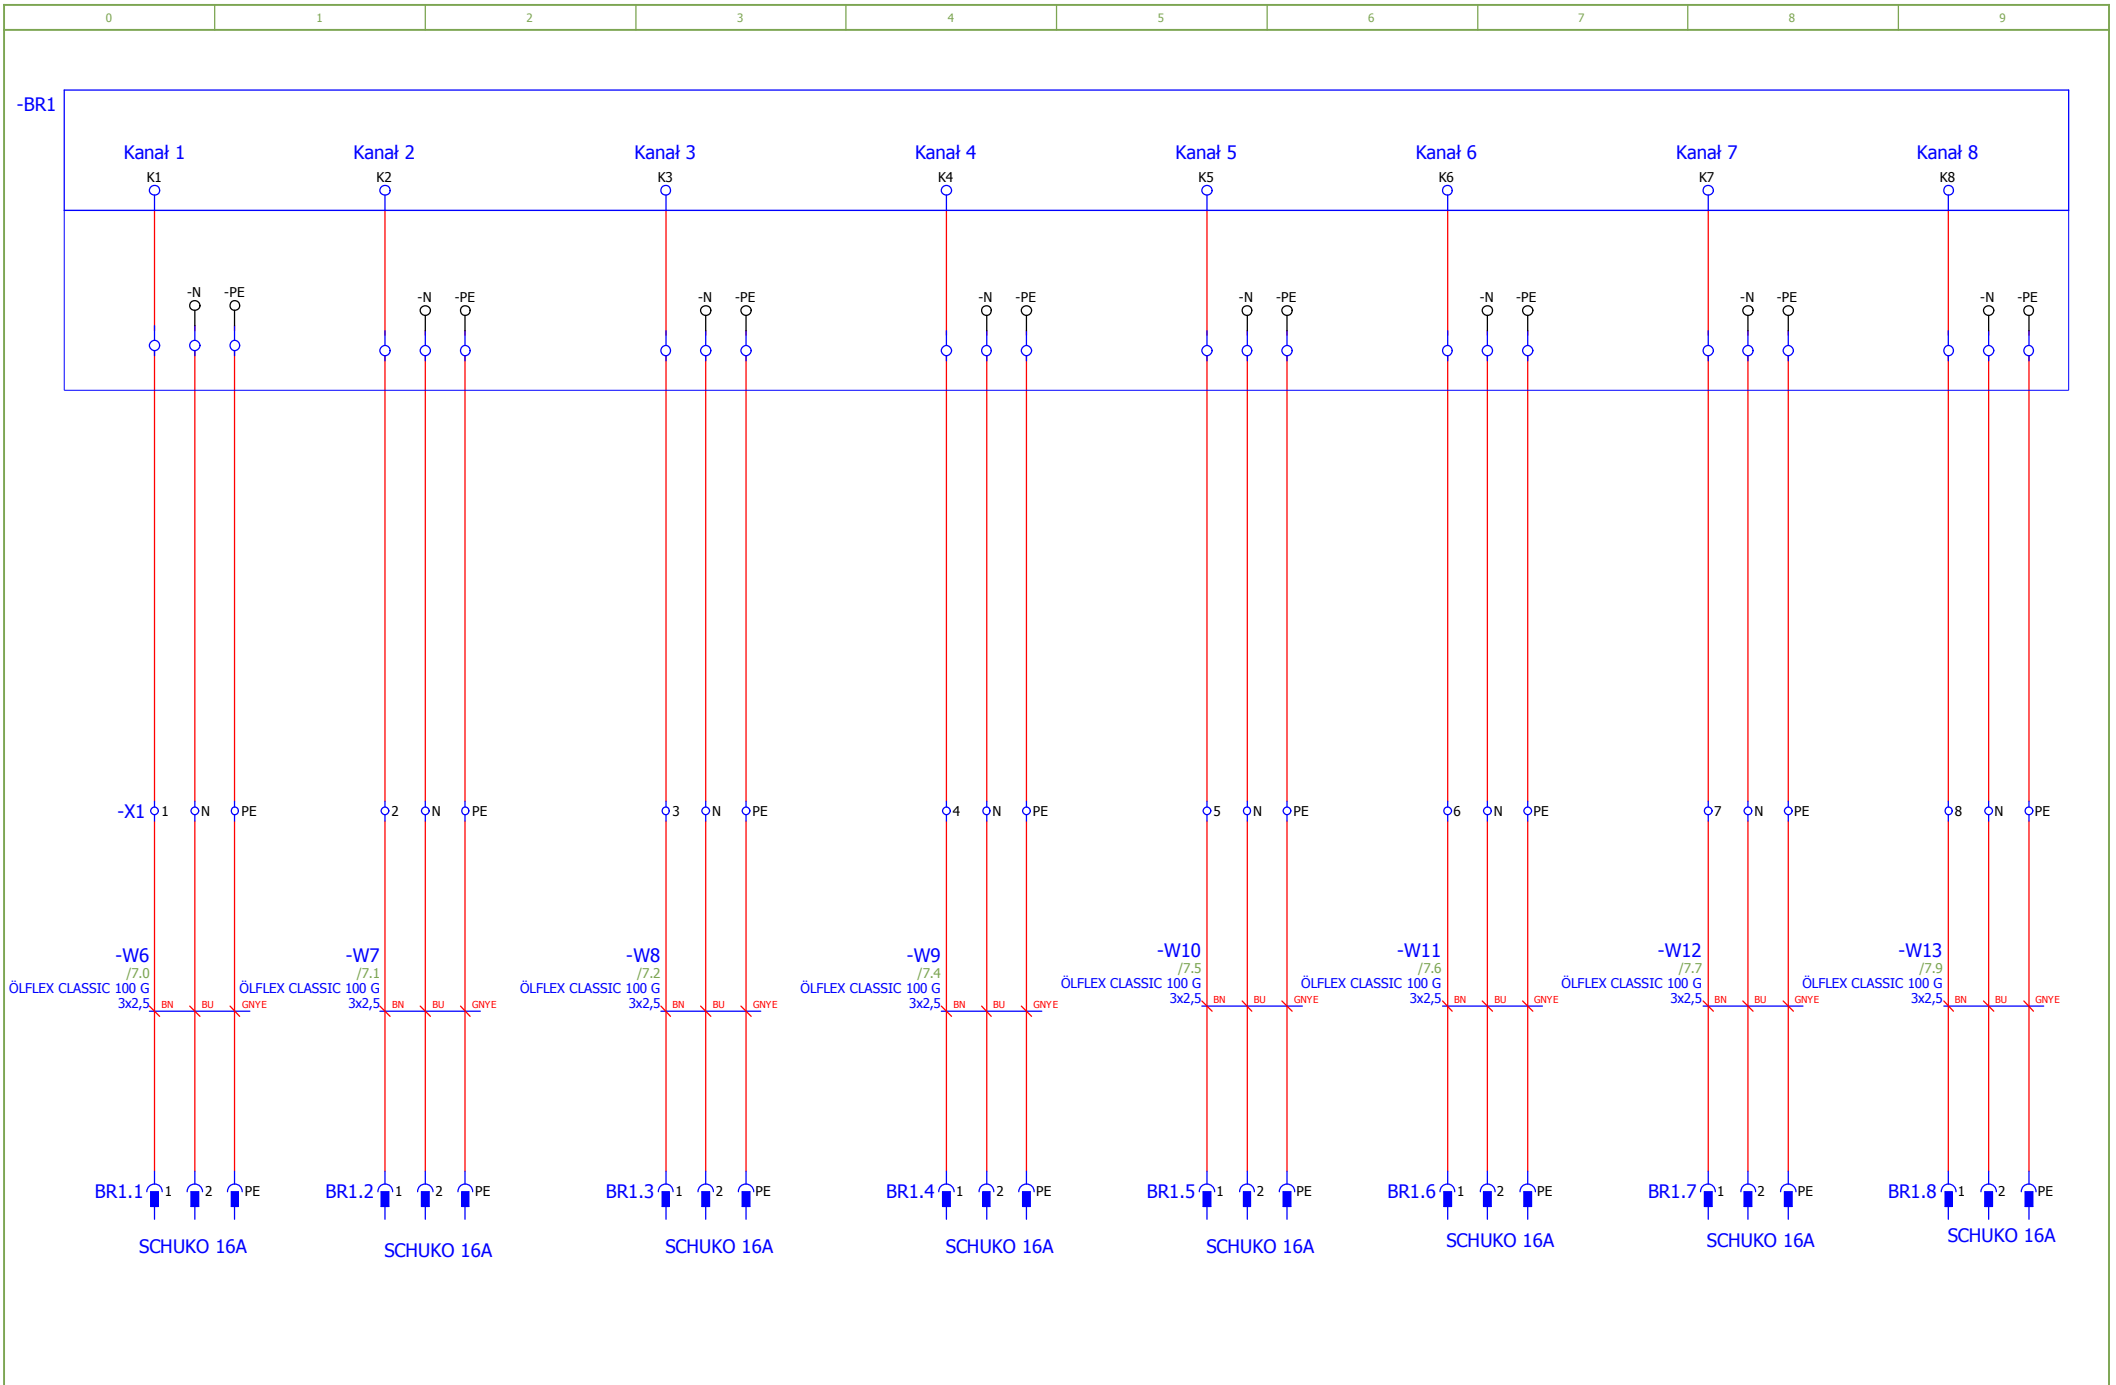 0 1 2 3 4 5 6 7 8 9
-BR1
Kanał 1 Kanał 2 Kanał 3 Kanał 4 Kanał 5 Kanał 6 Kanał 7 Kanał 8
K1 K2 K3 K4 K5 K6 K7 K8
-N -PE -N -PE -N -PE -N -PE -N -PE -N -PE -N -PE -N -PE
-X1 1 N PE 2 N PE 3 N PE 4 N PE 5 N PE 6 N PE 7 N PE 8 N PE
-W6 -W7 -W8 -W9 -W10 -W11 -W12 -W13
/7.0 /7.1 /7.2 /7.4 /7.5 /7.6 /7.7 /7.9
ÖLFLEX CLASSIC 100 G ÖLFLEX CLASSIC 100 G ÖLFLEX CLASSIC 100 G ÖLFLEX CLASSIC 100 G ÖLFLEX CLASSIC 100 G ÖLFLEX CLASSIC 100 G ÖLFLEX CLASSIC 100 G ÖLFLEX CLASSIC 100 G
3x2,5 BN BU GNYE 3x2,5 BN BU GNYE 3x2,5 BN BU GNYE 3x2,5 BN BU GNYE 3x2,5 BN BU GNYE 3x2,5 BN BU GNYE 3x2,5 BN BU GNYE 3x2,5 BN BU GNYE
BR1.1 1 2 PE BR1.2 1 2 PE BR1.3 1 2 PE BR1.4 1 2 PE BR1.5 1 2 PE BR1.6 1 2 PE BR1.7 1 2 PE BR1.8 1 2 PE
SCHUKO 16A SCHUKO 16A SCHUKO 16A SCHUKO 16A SCHUKO 16A SCHUKO 16A SCHUKO 16A SCHUKO 16A